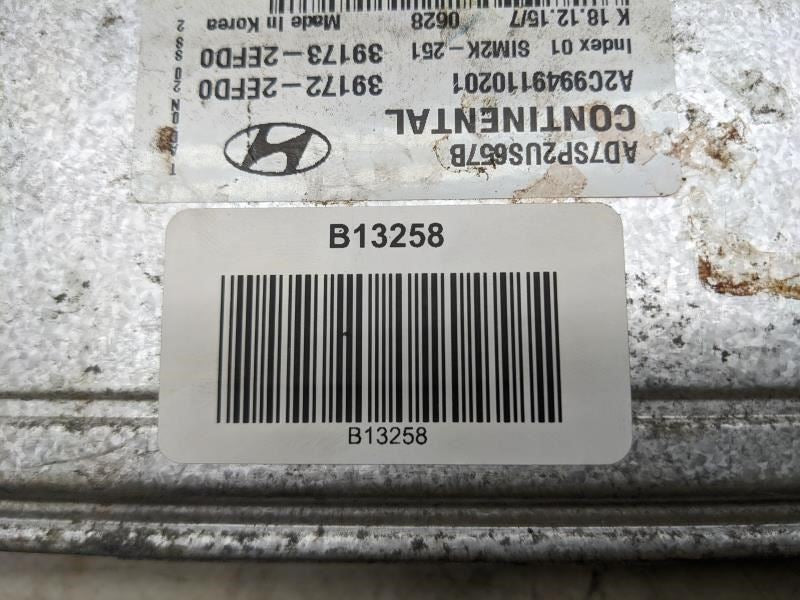 AD7SP2US657B
CONTINENTAL
A2C9949110201
39172-2EFD0
Index 01 SIM2K-251
39173-2EFD0
K 18.12.15/7
0628
Made In Korea
B13258
B13258